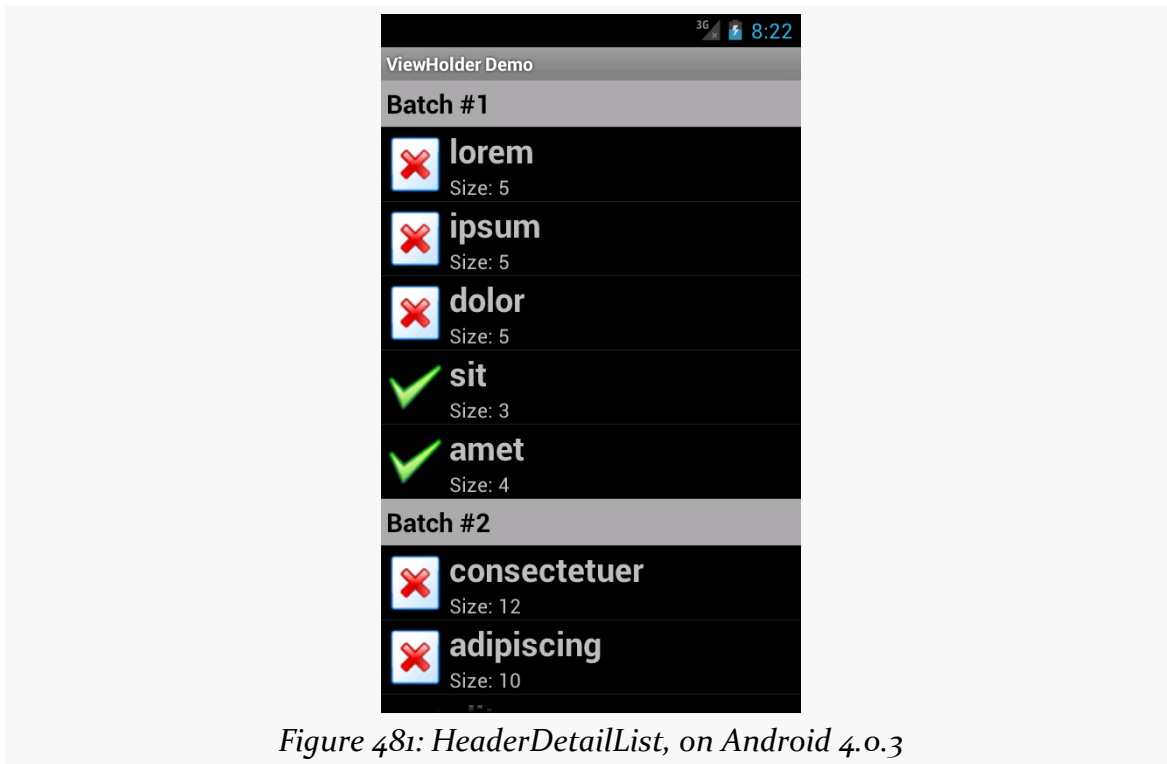 3G 8:22
ViewHolder Demo
Batch #1
lorem
Size: 5
ipsum
Size: 5
dolor
Size: 5
sit
Size: 3
amet
Size: 4
Batch #2
consectetuer
Size: 12
adipiscing
Size: 10
Figure 481: HeaderDetailList, on Android 4.0.3